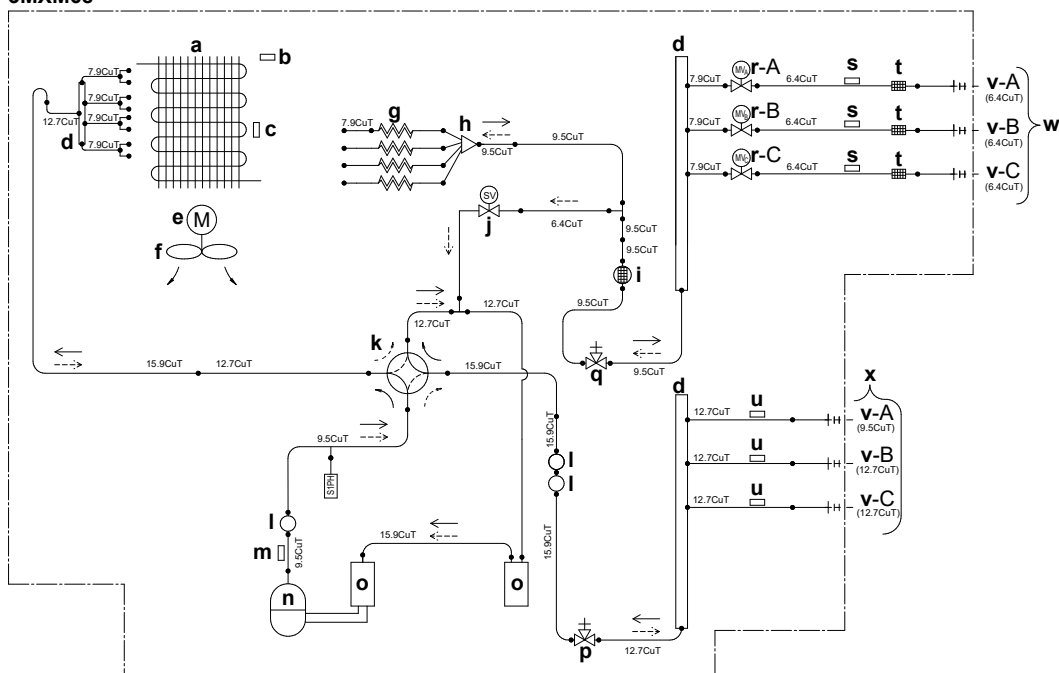 a
b
d
r-A
s
t
v-A
(6.4CuT)
7.9CuT
MVA
6.4CuT
7.9CuT
7.9CuT
7.9CuT
7.9CuT
12.7CuT
d
c
g
7.9CuT
h
9.5CuT
9.5CuT
r-B
s
t
v-B
(6.4CuT)
w
7.9CuT
MVB
6.4CuT
r-C
s
t
v-C
(6.4CuT)
7.9CuT
MVC
6.4CuT
e
M
f
SV
j
6.4CuT
9.5CuT
9.5CuT
i
9.5CuT
12.7CuT
12.7CuT
k
q
9.5CuT
15.9CuT
12.7CuT
15.9CuT
d
x
u
v-A
(9.5CuT)
12.7CuT
9.5CuT
15.9CuT
u
v-B
(12.7CuT)
12.7CuT
S1PH
l
l
u
v-C
(12.7CuT)
12.7CuT
l
m
9.5CuT
15.9CuT
15.9CuT
n
o
o
p
12.7CuT